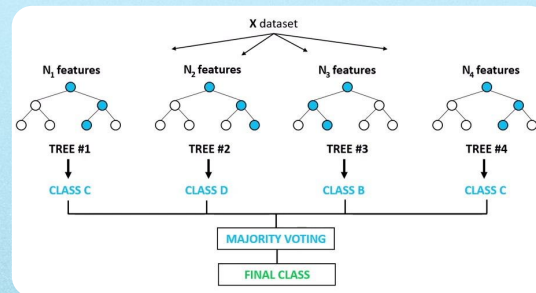 X dataset
N₁ features N₂ features N₃ features N₄ features
TREE #1 TREE #2 TREE #3 TREE #4
CLASS C CLASS D CLASS B CLASS C
MAJORITY VOTING
FINAL CLASS